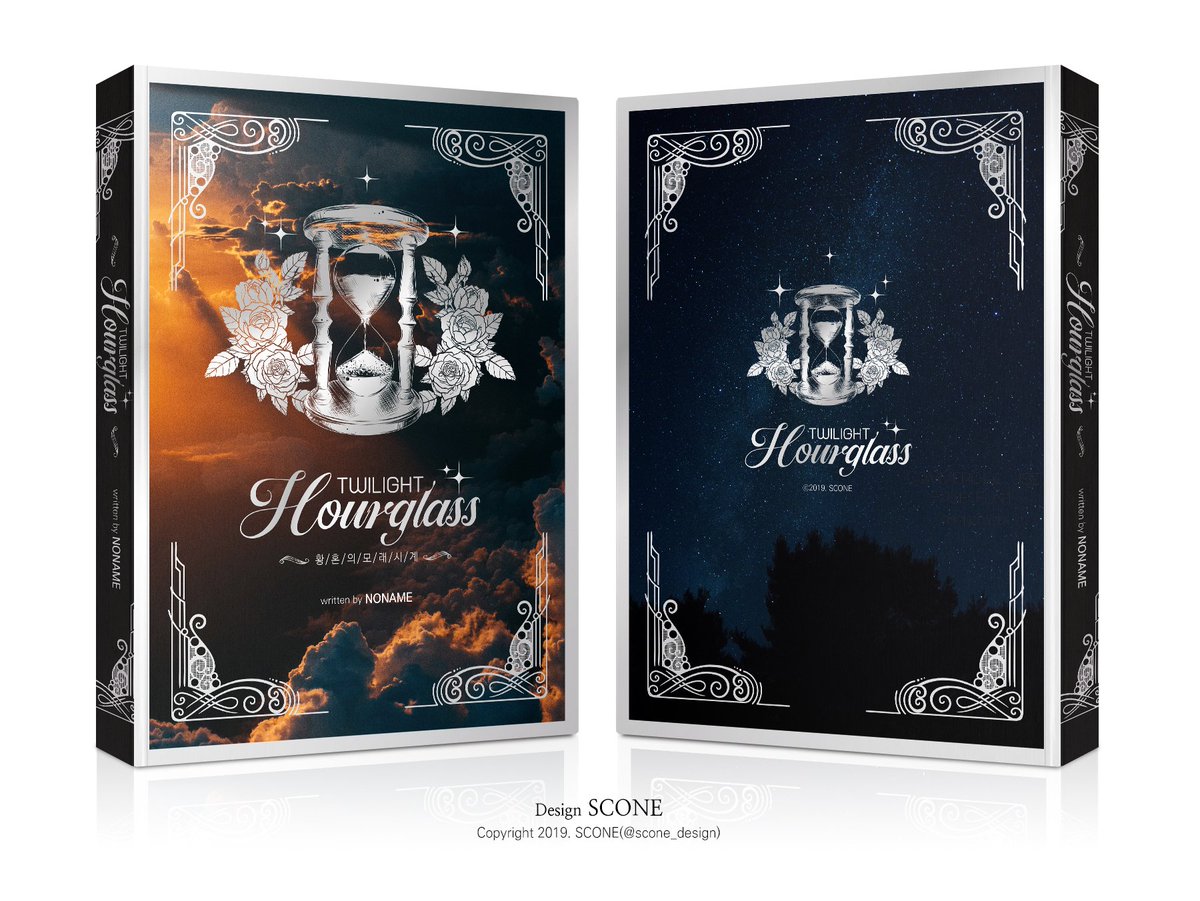 TWILIGHT
Hourglass
written by NONAME
TWILIGHT
Hourglass
황/혼/의/모/래/시/계
written by NONAME
TWILIGHT
Hourglass
©2019. SCONE
TWILIGHT
Hourglass
written by NONAME
Design SCONE
Copyright 2019. SCONE(@scone_design)